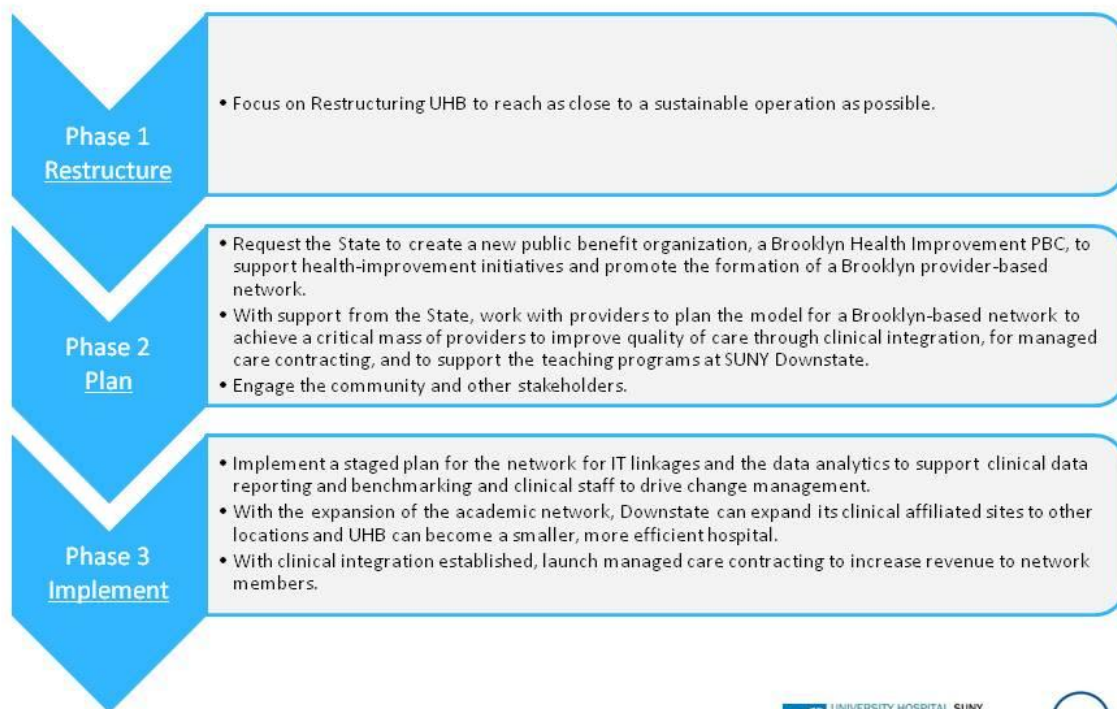 Phase 1
Restructure
• Focus on Restructuring UHB to reach as close to a sustainable operation as possible.
Phase 2
Plan
• Request the State to create a new public benefit organization, a Brooklyn Health Improvement PBC, to
support health-improvement initiatives and promote the formation of a Brooklyn provider-based
network.
• With support from the State, work with providers to plan the model for a Brooklyn-based network to
achieve a critical mass of providers to improve quality of care through clinical integration, for managed
care contracting, and to support the teaching programs at SUNY Downstate.
• Engage the community and other stakeholders.
Phase 3
Implement
• Implement a staged plan for the network for IT linkages and the data analytics to support clinical data
reporting and benchmarking and clinical staff to drive change management.
• With the expansion of the academic network, Downstate can expand its clinical affiliated sites to other
locations and UHB can become a smaller, more efficient hospital.
• With clinical integration established, launch managed care contracting to increase revenue to network
members.
UNIVERSITY HOSPITAL SUNY